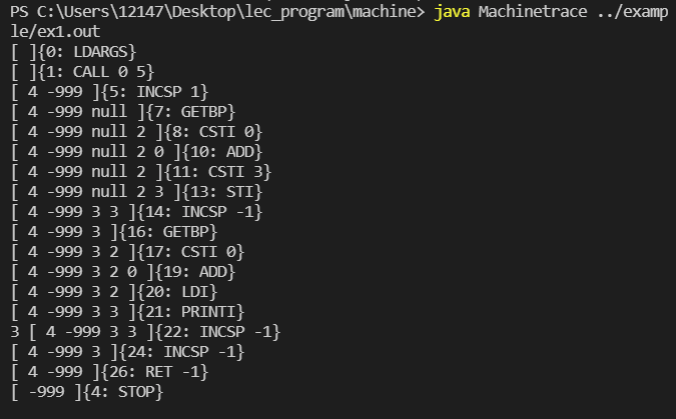 PS C:\Users\12147\Desktop\lec_program\machine> java Machinetrace ../examp
le/ex1.out
[ ]{0: LDARGS}
[ ]{1: CALL 0 5}
[ 4 -999 ]{5: INCSP 1}
[ 4 -999 null ]{7: GETBP}
[ 4 -999 null 2 ]{8: CSTI 0}
[ 4 -999 null 2 0 ]{10: ADD}
[ 4 -999 null 2 ]{11: CSTI 3}
[ 4 -999 null 2 3 ]{13: STI}
[ 4 -999 3 3 ]{14: INCSP -1}
[ 4 -999 3 ]{16: GETBP}
[ 4 -999 3 2 ]{17: CSTI 0}
[ 4 -999 3 2 0 ]{19: ADD}
[ 4 -999 3 2 ]{20: LDI}
[ 4 -999 3 3 ]{21: PRINTI}
3 [ 4 -999 3 3 ]{22: INCSP -1}
[ 4 -999 3 ]{24: INCSP -1}
[ 4 -999 ]{26: RET -1}
[ -999 ]{4: STOP}